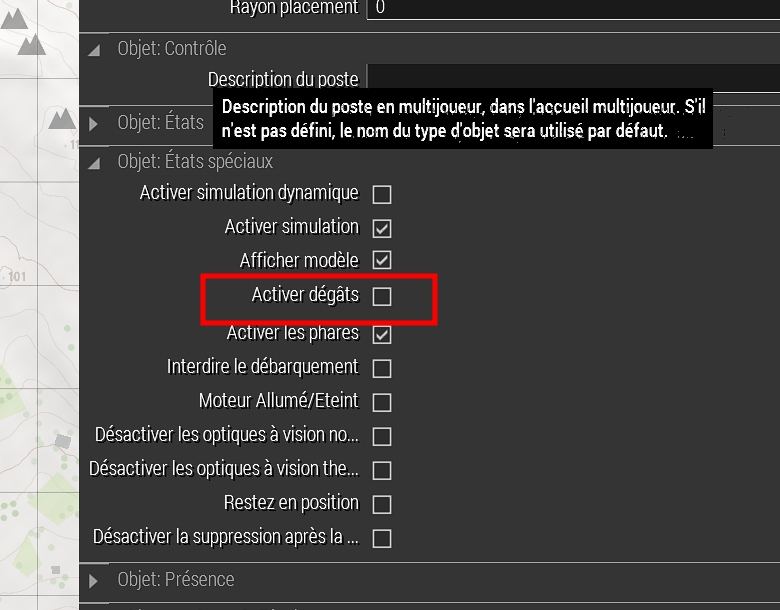 Rayon placement 0
Objet: Contrôle
Description du poste
Description du poste en multijoueur, dans l'accueil multijoueur. S'il
n'est pas défini, le nom du type d'objet sera utilisé par défaut.
Objet: États
Objet: États spéciaux
Activer simulation dynamique
Activer simulation
Afficher modèle
101
Activer dégâts
Activer les phares
Interdire le débarquement
Moteur Allumé/Eteint
Désactiver les optiques à vision no...
Désactiver les optiques à vision the...
Restez en position
Désactiver la suppression après la ...
Objet: Présence